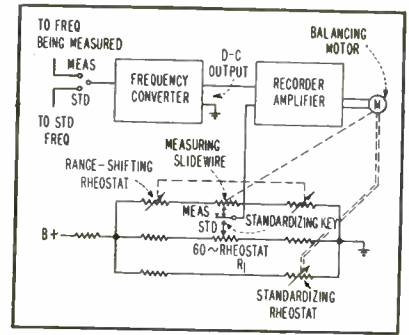 TO FREQ
BEING MEASURED
MEAS
STD
TO STD
FREQ
FREQUENCY
CONVERTER
D-C
OUTPUT
RECORDER
AMPLIFIER
BALANCING
MOTOR
M
MEASURING
SLIDEWIRE
RANGE-SHIFTING
RHEOSTAT
MEAS
STD
STANDARDIZING KEY
B+
60~RHEOSTAT
R1
STANDARDIZING
RHEOSTAT